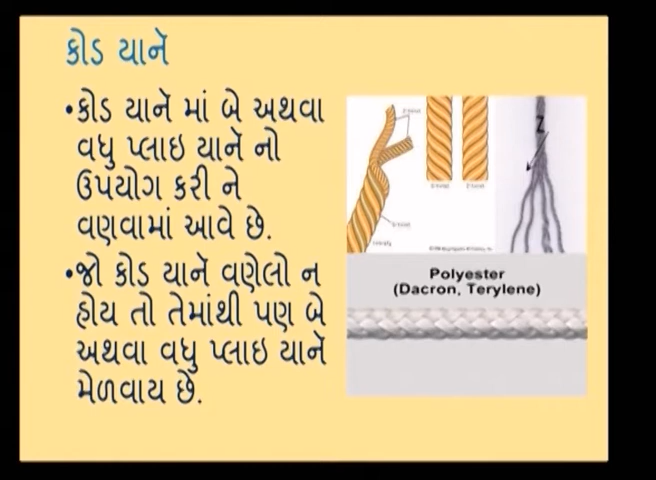 કોડ યાર્ન
•કોડ યાર્ન માં બે અથવા
વધુ પ્લાઇ યાર્ન નો
ઉપયોગ કરી ને
વણવામાં આવે છે.
•જો કોડ યાર્ન વણેલો ન
હોય તો તેમાંથી પણ બે
અથવા વધુ પ્લાઇ યાર્ન
મેળવાય છે.
Z
Polyester
(Dacron, Terylene)